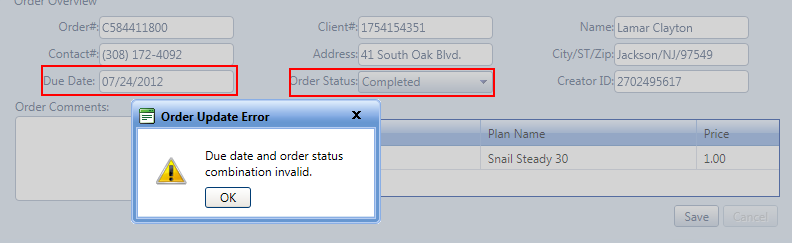 Order Overview
Order#: C584411800 Client#: 1754154351 Name: Lamar Clayton
Contact#: (308) 172-4092 Address: 41 South Oak Blvd. City/ST/Zip: Jackson/NJ/97549
Due Date: 07/24/2012 Order Status: Completed Creator ID: 2702495617
Order Comments:
Order Update Error x
Plan Name Price
Due date and order status
combination invalid.
Snail Steady 30 1.00
OK
Save Cancel